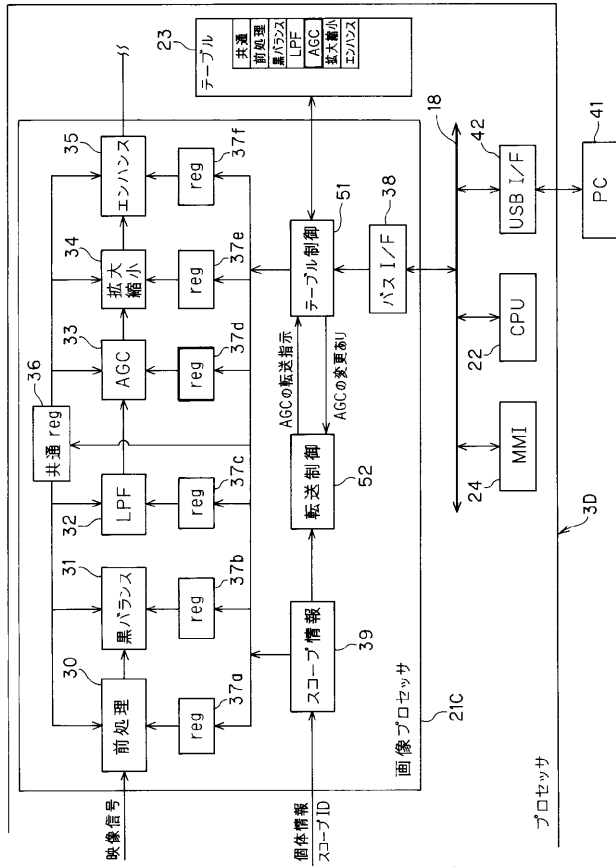 映像信号
30
前処理
31
黒バランス
32
LPF
36
共通 reg
33
AGC
34
拡大
縮小
35
エンハンス
37a
reg
37b
reg
37c
reg
37d
reg
37e
reg
37f
reg
23
テーブル
共通
前処理
黒バランス
LPF
AGC
拡大縮小
エンハンス
個体情報
スコープID
スコープ情報
39
転送制御
52
AGCの転送指示
AGCの変更あり
テーブル制御
51
バス I/F
38
画像プロセッサ
21C
18
24
MMI
22
CPU
USB I/F
42
PC
41
プロセッサ
3D